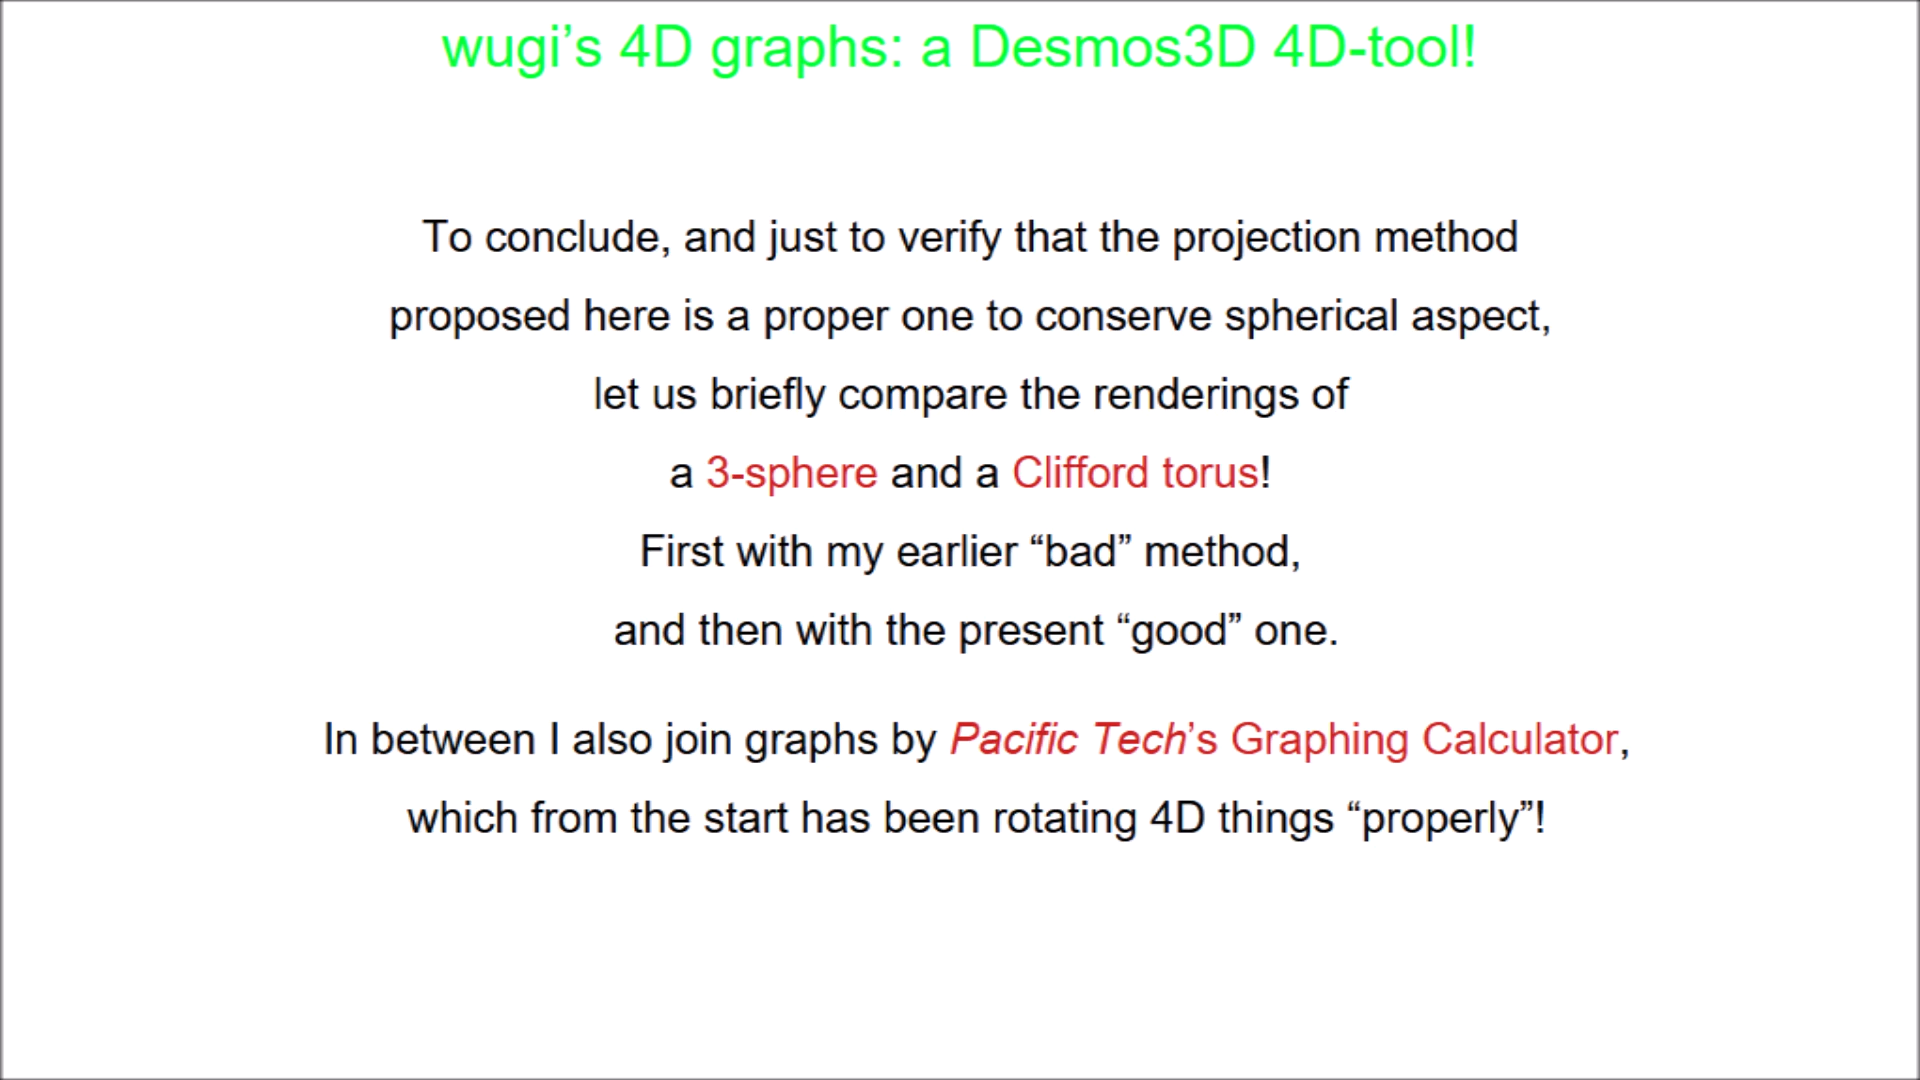 wugi’s 4D graphs: a Desmos3D 4D-tool!
To conclude, and just to verify that the projection method
proposed here is a proper one to conserve spherical aspect,
let us briefly compare the renderings of
a 3-sphere and a Clifford torus!
First with my earlier “bad” method,
and then with the present “good” one.
In between I also join graphs by Pacific Tech’s Graphing Calculator,
which from the start has been rotating 4D things “properly”!